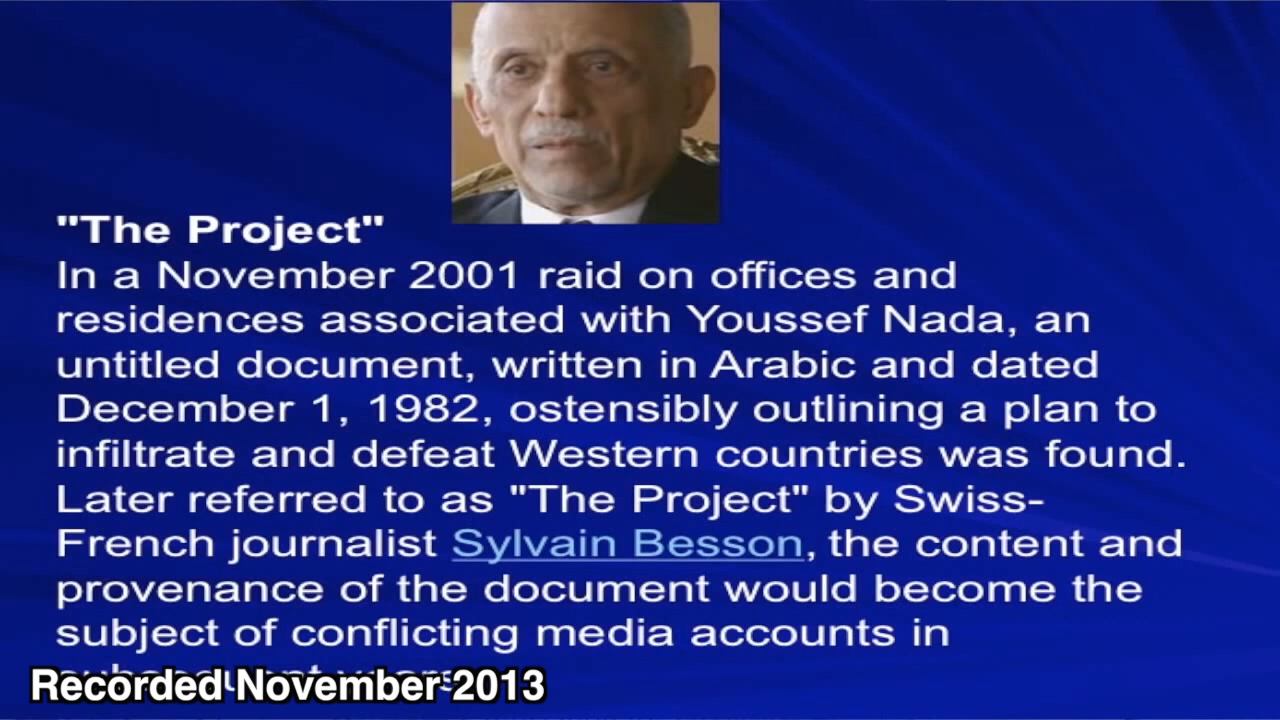 "The Project"
In a November 2001 raid on offices and
residences associated with Youssef Nada, an
untitled document, written in Arabic and dated
December 1, 1982, ostensibly outlining a plan to
infiltrate and defeat Western countries was found.
Later referred to as "The Project" by Swiss-
French journalist Sylvain Besson, the content and
provenance of the document would become the
subject of conflicting media accounts in
Recorded November 2013